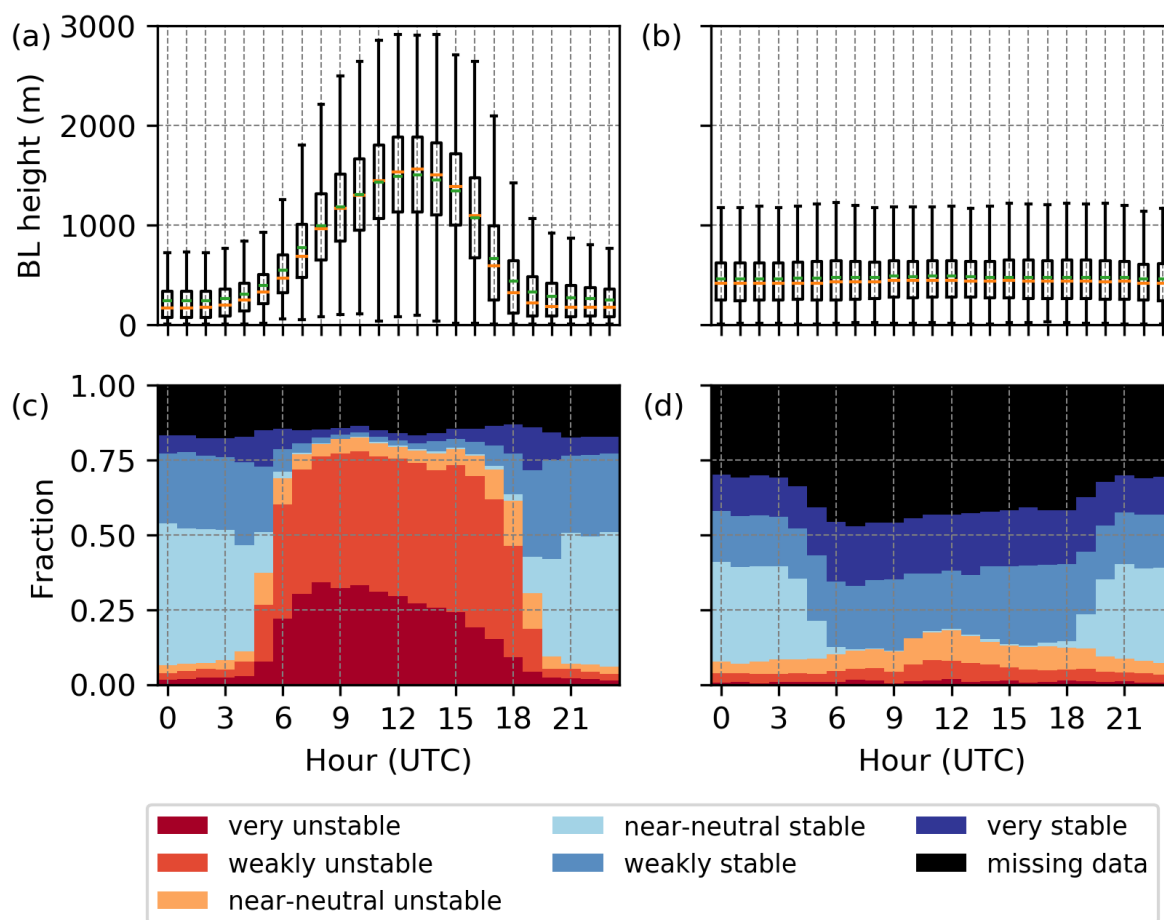 (a)
BL height (m)
3000
2000
1000
0
(b)
(c)
Fraction
1.00
0.75
0.50
0.25
0.00
0 3 6 9 12 15 18 21
Hour (UTC)
(d)
0 3 6 9 12 15 18 21
Hour (UTC)
very unstable
weakly unstable
near-neutral unstable
near-neutral stable
weakly stable
very stable
missing data